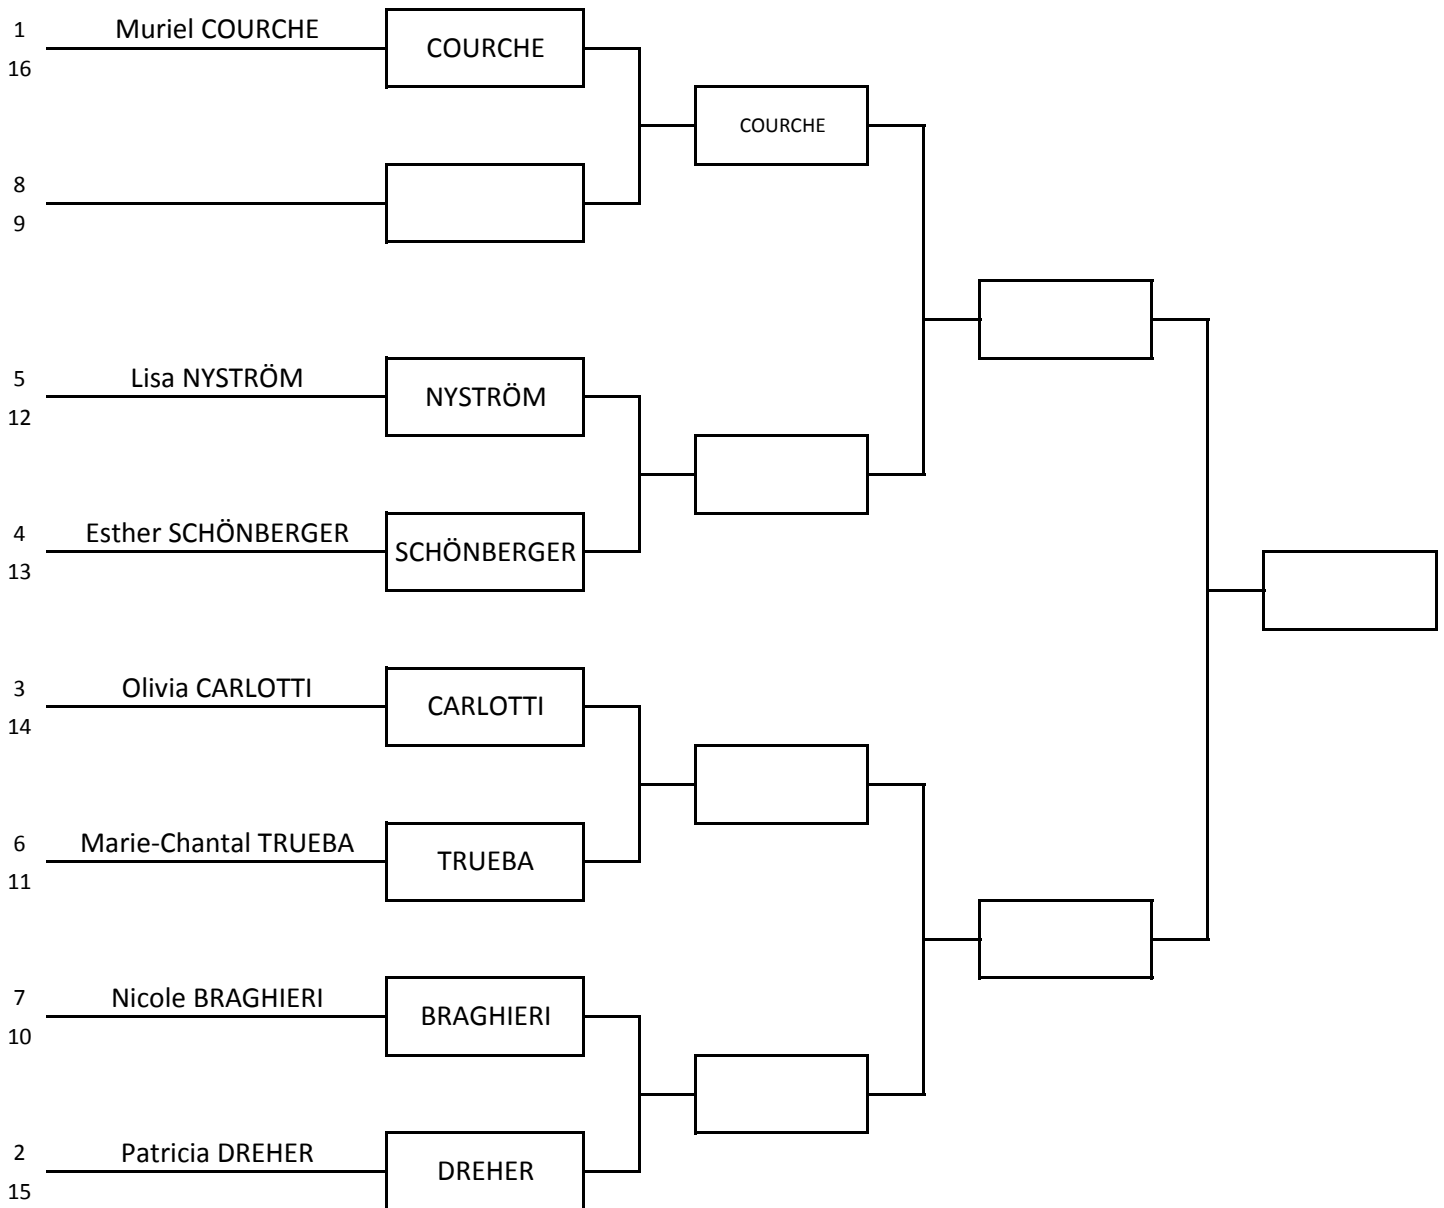 1
Muriel COURCHE
COURCHE
16
COURCHE
8
9
5
Lisa NYSTRÖM
NYSTRÖM
12
4
Esther SCHÖNBERGER
SCHÖNBERGER
13
3
Olivia CARLOTTI
CARLOTTI
14
6
Marie-Chantal TRUEBA
TRUEBA
11
7
Nicole BRAGHIERI
BRAGHIERI
10
2
Patricia DREHER
DREHER
15